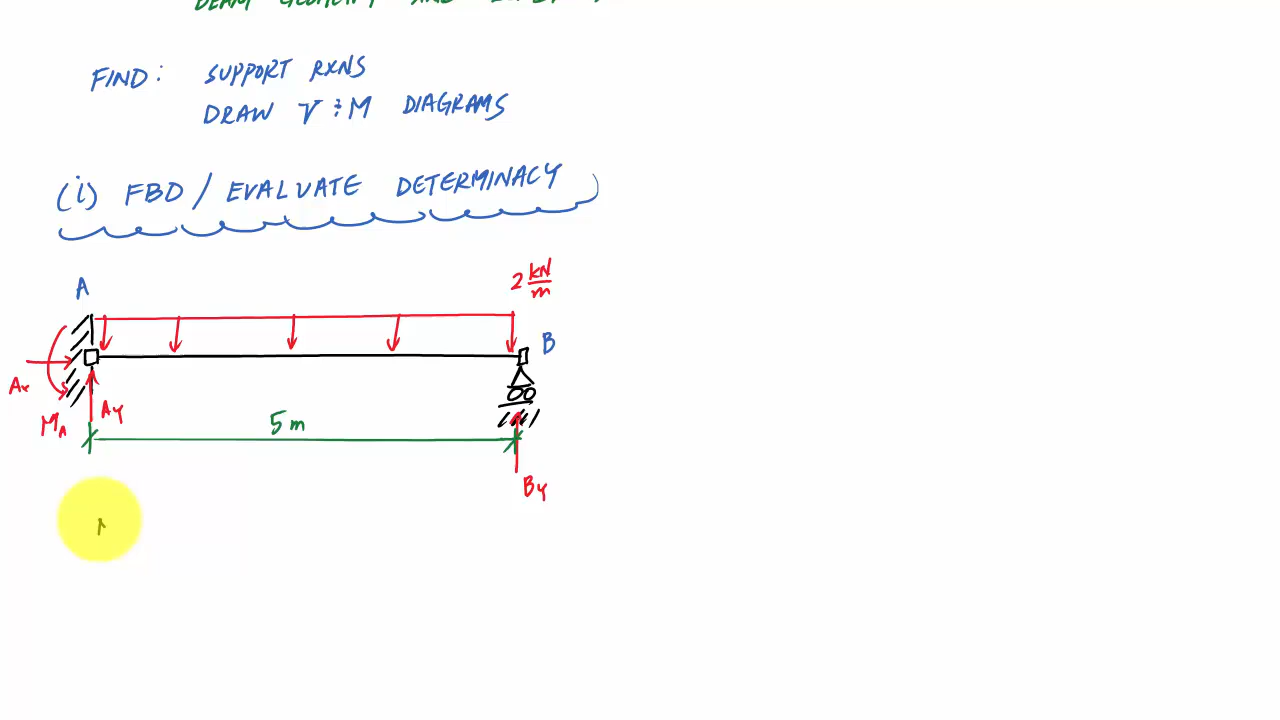 FIND: SUPPORT RXNS
DRAW V & M DIAGRAMS
(i) FBD / EVALUATE DETERMINACY
2 kN/m
A
B
Ax
Ay
MA
5 m
By